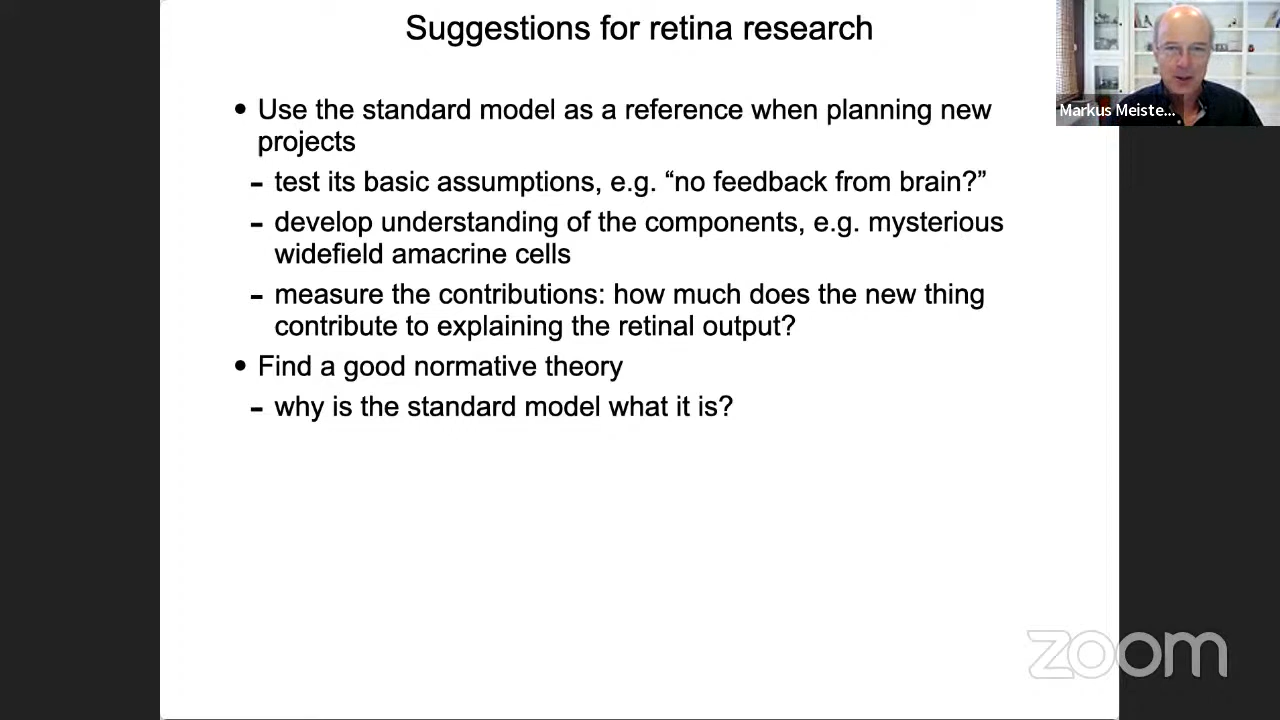 Suggestions for retina research
Markus Meiste...
• Use the standard model as a reference when planning new
projects
- test its basic assumptions, e.g. “no feedback from brain?”
- develop understanding of the components, e.g. mysterious
widefield amacrine cells
- measure the contributions: how much does the new thing
contribute to explaining the retinal output?
• Find a good normative theory
- why is the standard model what it is?
zoom